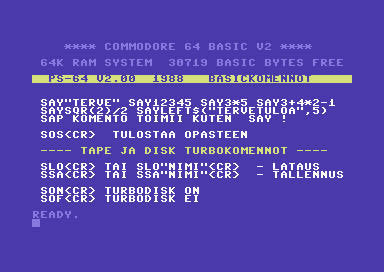 **** COMMODORE 64 BASIC V2 ****
64K RAM SYSTEM  30719 BASIC BYTES FREE
PS-64 V2.00  1988   BASICKOMENNOT
SAY"TERVE" SAY12345 SAY3*5 SAY3+4*2-1
SAYSQR(2)/2 SAYLEFT$("TERVETULOA",5)
SAP KOMENTO TOIMII KUTEN  SAY !
SOS<CR>  TULOSTAA OPASTEEN
---- TAPE JA DISK TURBOKOMENNOT ----
SLO<CR> TAI SLO"NIMI"<CR>  - LATAUS
SSA<CR> TAI SSA"NIMI"<CR>  - TALLENNUS
SON<CR> TURBODISK ON
SOF<CR> TURBODISK EI
READY.